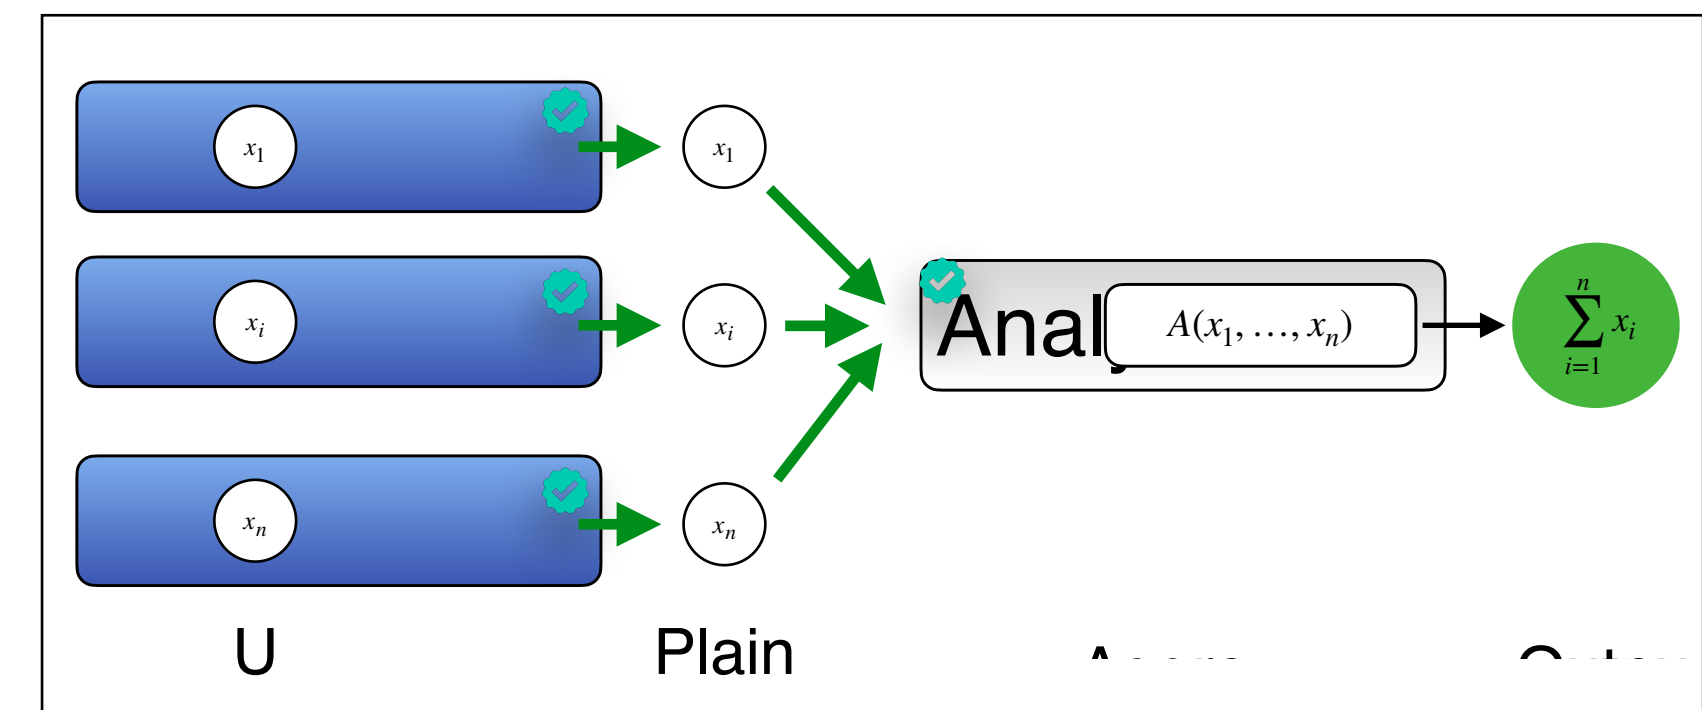 x₁ x₁
xᵢ xᵢ Anal A(x₁, …, xₙ) n ∑ i=1 xᵢ
xₙ xₙ
U Plain